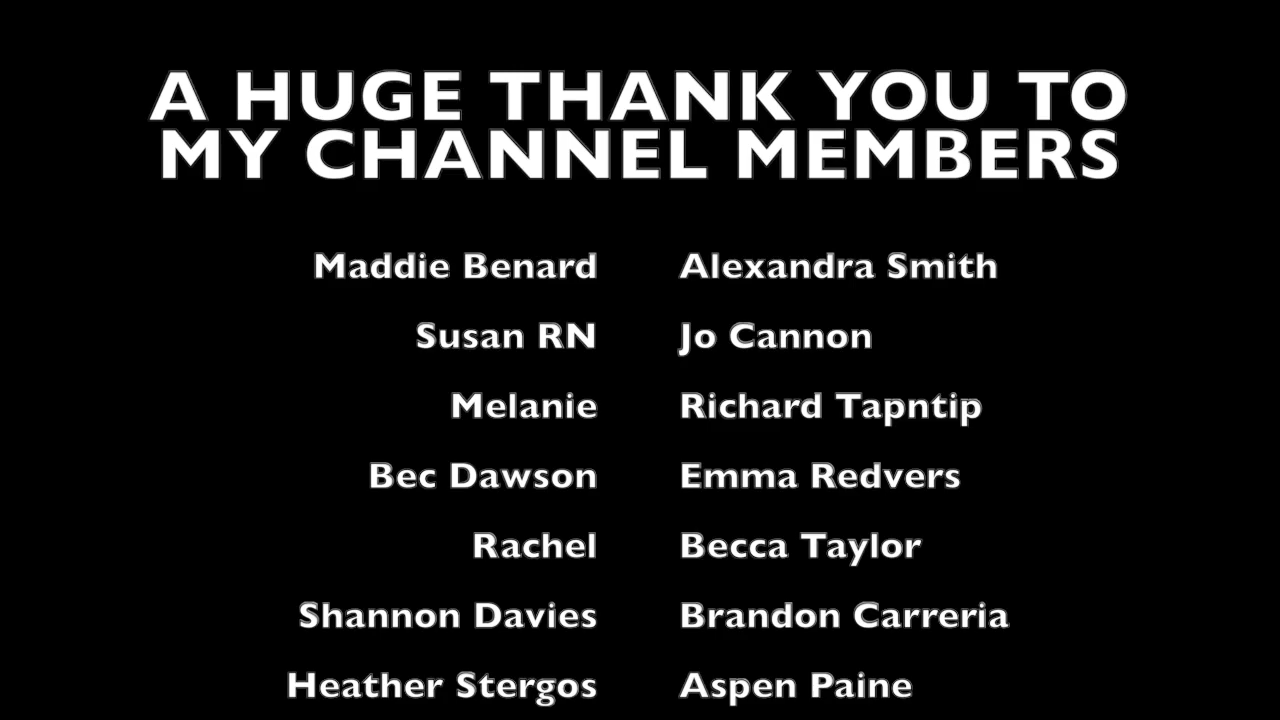 A HUGE THANK YOU TO
MY CHANNEL MEMBERS
Maddie Benard Alexandra Smith
Susan RN Jo Cannon
Melanie Richard Tapntip
Bec Dawson Emma Redvers
Rachel Becca Taylor
Shannon Davies Brandon Carreria
Heather Stergos Aspen Paine